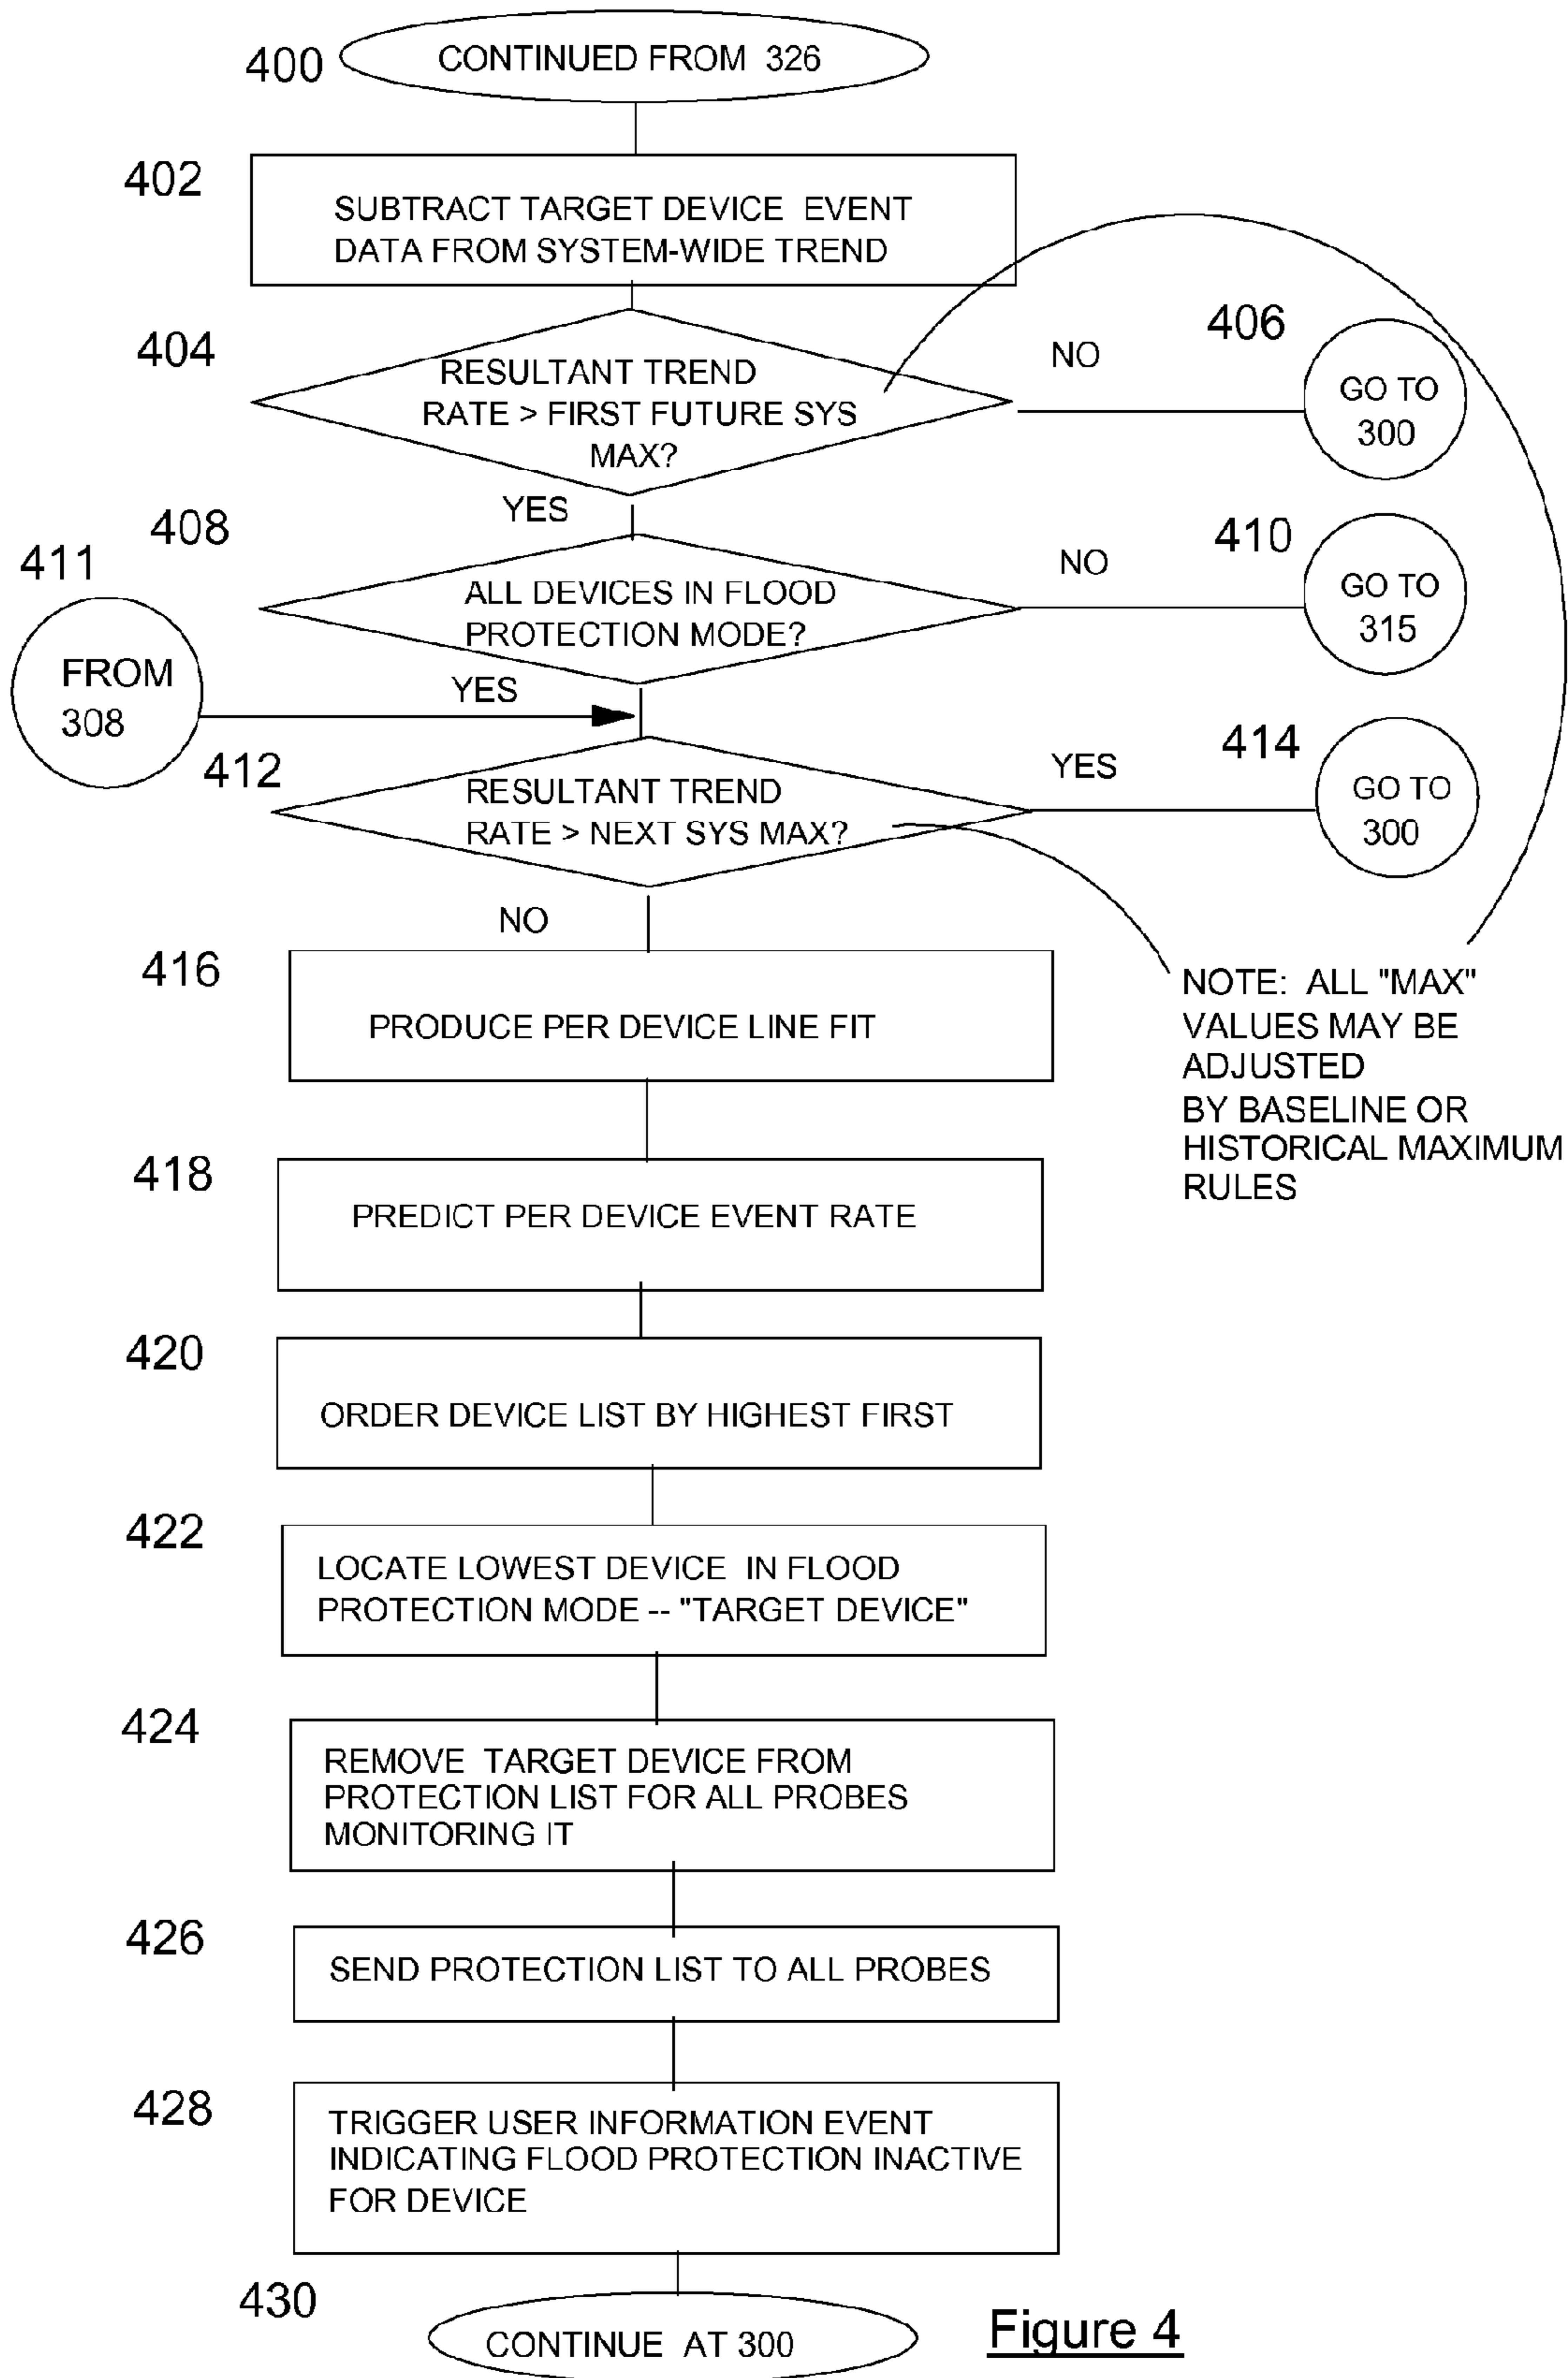 400
CONTINUED FROM 326
402
SUBTRACT TARGET DEVICE EVENT
DATA FROM SYSTEM-WIDE TREND
404
RESULTANT TREND
RATE > FIRST FUTURE SYS
MAX?
NO
406
GO TO
300
YES
408
ALL DEVICES IN FLOOD
PROTECTION MODE?
NO
410
GO TO
315
411
FROM
308
YES
412
RESULTANT TREND
RATE > NEXT SYS MAX?
YES
414
GO TO
300
NO
NOTE: ALL "MAX"
VALUES MAY BE
ADJUSTED
BY BASELINE OR
HISTORICAL MAXIMUM
RULES
416
PRODUCE PER DEVICE LINE FIT
418
PREDICT PER DEVICE EVENT RATE
420
ORDER DEVICE LIST BY HIGHEST FIRST
422
LOCATE LOWEST DEVICE IN FLOOD
PROTECTION MODE -- "TARGET DEVICE"
424
REMOVE TARGET DEVICE FROM
PROTECTION LIST FOR ALL PROBES
MONITORING IT
426
SEND PROTECTION LIST TO ALL PROBES
428
TRIGGER USER INFORMATION EVENT
INDICATING FLOOD PROTECTION INACTIVE
FOR DEVICE
430
CONTINUE AT 300
Figure 4